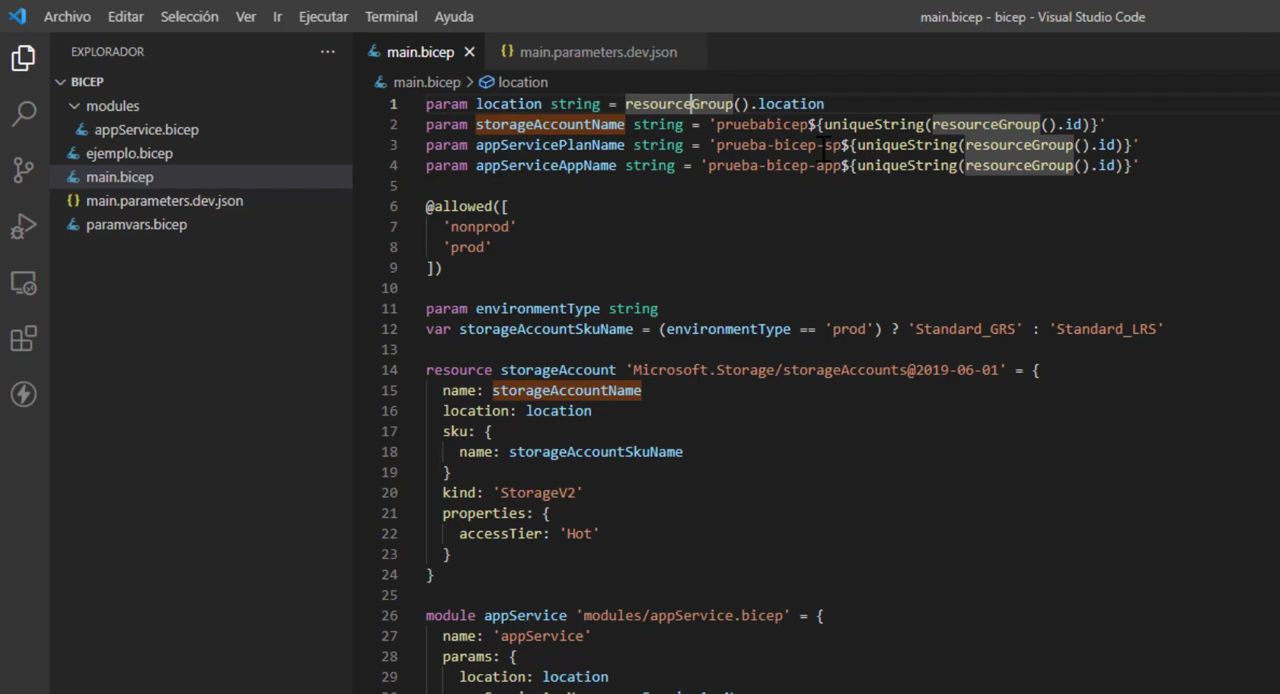 Archivo Editar Selección Ver Ir Ejecutar Terminal Ayuda
main.bicep - bicep - Visual Studio Code
EXPLORADOR
BICEP
modules
appService.bicep
ejemplo.bicep
main.bicep
main.parameters.dev.json
paramvars.bicep
main.bicep
main.parameters.dev.json
main.bicep > location
1 param location string = resourceGroup().location
2 param storageAccountName string = 'pruebabicep${uniqueString(resourceGroup().id)}'
3 param appServicePlanName string = 'prueba-bicep-sp${uniqueString(resourceGroup().id)}'
4 param appServiceAppName string = 'prueba-bicep-app${uniqueString(resourceGroup().id)}'
5
6 @allowed([
7 'nonprod'
8 'prod'
9 ])
10
11 param environmentType string
12 var storageAccountSkuName = (environmentType == 'prod') ? 'Standard_GRS' : 'Standard_LRS'
13
14 resource storageAccount 'Microsoft.Storage/storageAccounts@2019-06-01' = {
15 name: storageAccountName
16 location: location
17 sku: {
18 name: storageAccountSkuName
19 }
20 kind: 'StorageV2'
21 properties: {
22 accessTier: 'Hot'
23 }
24 }
25
26 module appService 'modules/appService.bicep' = {
27 name: 'appService'
28 params: {
29 location: location